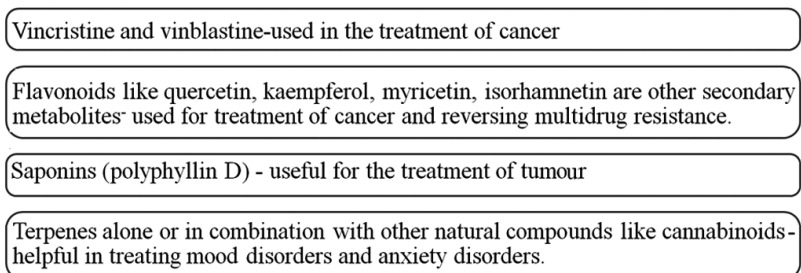 Vincristine and vinblastine-used in the treatment of cancer
Flavonoids like quercetin, kaempferol, myricetin, isorhamnetin are other secondary
metabolites- used for treatment of cancer and reversing multidrug resistance.
Saponins (polyphyllin D) - useful for the treatment of tumour
Terpenes alone or in combination with other natural compounds like cannabinoids-
helpful in treating mood disorders and anxiety disorders.